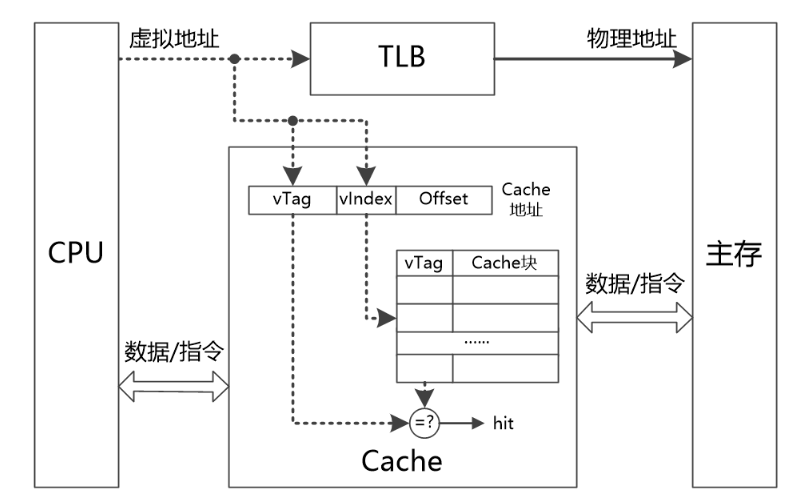 虚拟地址
TLB
物理地址
vTag
vIndex
Offset
Cache
地址
CPU
vTag
Cache块
主存
数据/指令
······
数据/指令
=?
hit
Cache